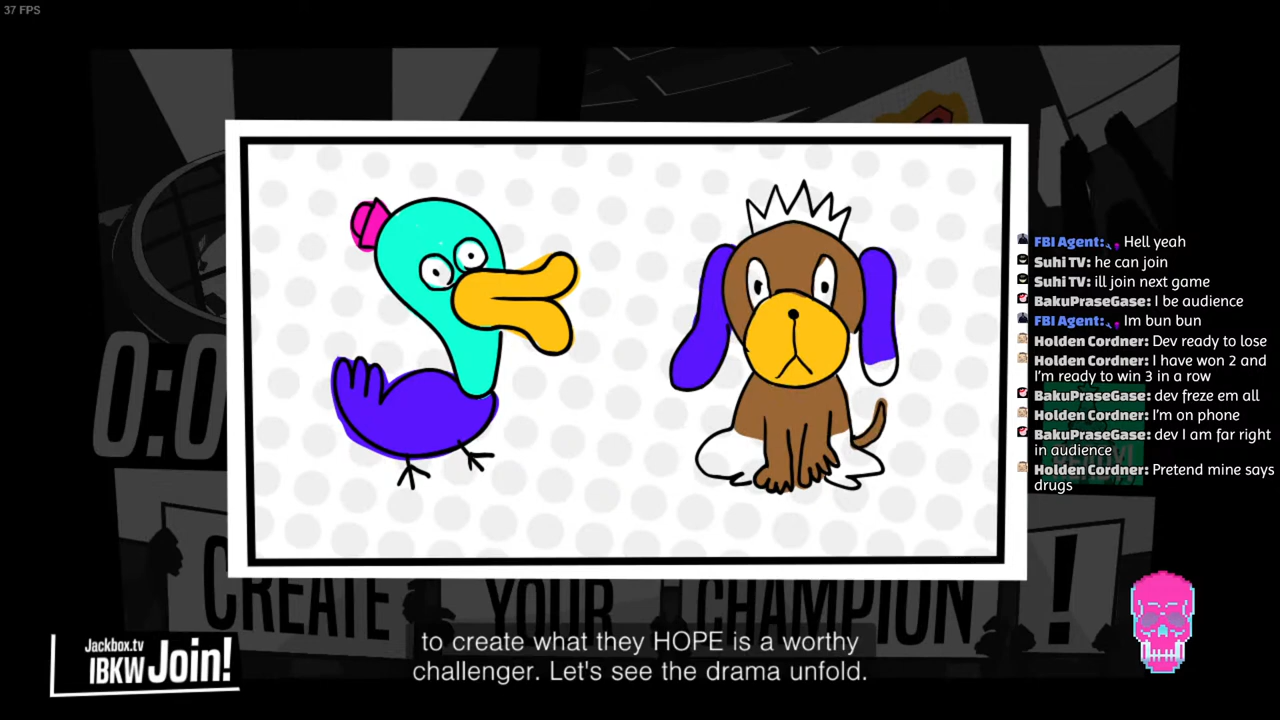 37 FPS
FBI Agent: Hell yeah
Suhi TV: he can join
Suhi TV: ill join next game
BakuPraseGase: I be audience
FBI Agent: Im bun bun
Holden Cordner: Dev ready to lose
Holden Cordner: I have won 2 and
I'm ready to win 3 in a row
BakuPraseGase: dev freze em all
Holden Cordner: I'm on phone
BakuPraseGase: dev I am far right
in audience
Holden Cordner: Pretend mine says
drugs
0:0
CREATE YOUR CHAMPION!
to create what they HOPE is a worthy
challenger. Let's see the drama unfold.
Jackbox.tv
IBKW Join!